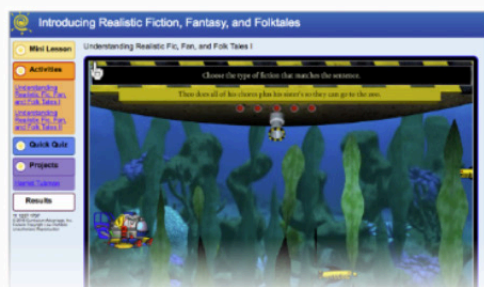 Introducing Realistic Fiction, Fantasy, and Folktales
Mini Lesson
Understanding Realistic Fic, Fan, and Folk Tales I
Activities
Choose the type of fiction that matches the sentence.
Understanding
Realistic Fic, Fan,
and Folk Tales I
does all of his chores plus his sister's so they can go to the zoo.
Understanding
Realistic Fic, Fan,
and Folk Tales II
Quick Quiz
Projects
Results